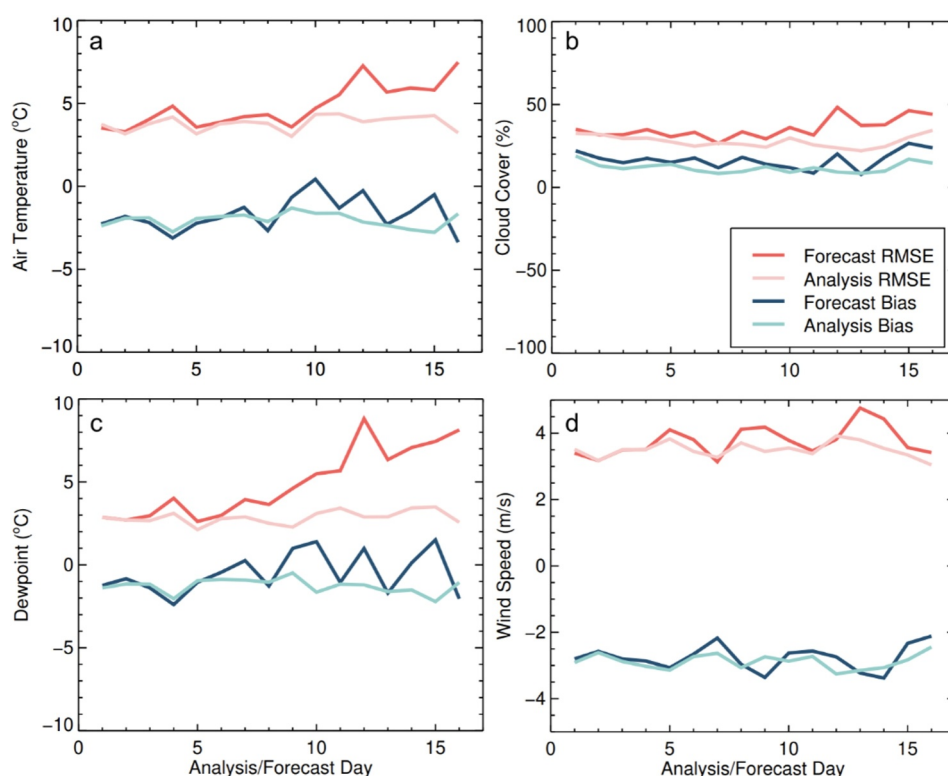 a
10
5
0
−5
−10
Air Temperature (°C)
0 5 10 15
b
100
50
0
−50
−100
Cloud Cover (%)
Forecast RMSE
Analysis RMSE
Forecast Bias
Analysis Bias
0 5 10 15
c
10
5
0
−5
−10
Dewpoint (°C)
0 5 10 15
Analysis/Forecast Day
d
4
2
0
−2
−4
Wind Speed (m/s)
0 5 10 15
Analysis/Forecast Day